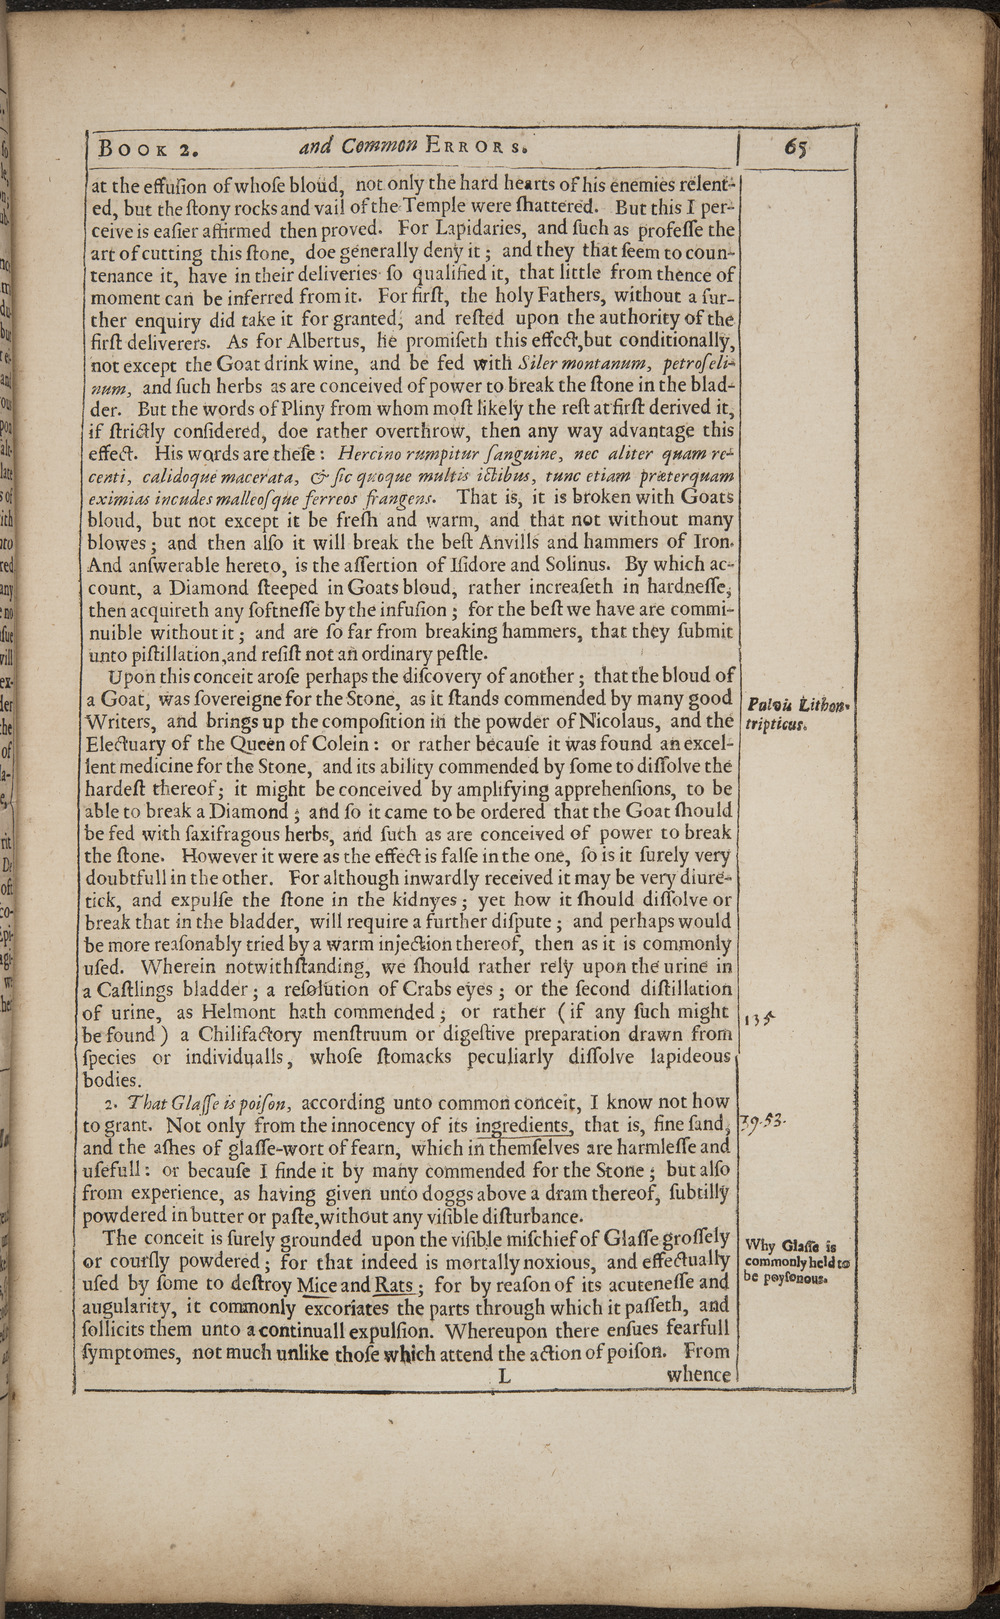 BOOK 2. and Common ERRORS. 65
at the effuſion of whoſe bloud, not only the hard hearts of his enemies relent-
ed, but the ſtony rocks and vail of the Temple were ſhattered. But this I per-
ceive is eaſier affirmed then proved. For Lapidaries, and ſuch as profeſſe the
art of cutting this ſtone, doe generally deny it; and they that ſeem to coun-
tenance it, have in their deliveries ſo qualified it, that little from thence of
moment can be inferred from it. For firſt, the holy Fathers, without a fur-
ther enquiry did take it for granted, and reſted upon the authority of the
firſt deliverers. As for Albertus, he promiſeth this effect, but conditionally,
not except the Goat drink wine, and be fed with Siler montanum, petroſeli-
num, and ſuch herbs as are conceived of power to break the ſtone in the blad-
der. But the words of Pliny from whom moſt likely the reſt at firſt derived it,
if ſtrictly conſidered, doe rather overthrow, then any way advantage this
effect. His words are theſe: Hercino rumpitur ſanguine, nec aliter quam re-
centi, calidoque macerata, & ſic quoque multis ictibus, tunc etiam præterquam
eximias incudes malleoſque ferreos frangens. That is, it is broken with Goats
bloud, but not except it be freſh and warm, and that not without many
blowes; and then alſo it will break the beſt Anvills and hammers of Iron.
And anſwerable hereto, is the aſſertion of Iſidore and Solinus. By which ac-
count, a Diamond ſteeped in Goats bloud, rather increaſeth in hardneſſe,
then acquireth any ſoftneſſe by the infuſion; for the beſt we have are commi-
nuible without it; and are ſo far from breaking hammers, that they ſubmit
unto piſtillation, and reſiſt not an ordinary peſtle.
Upon this conceit aroſe perhaps the diſcovery of another; that the bloud of
a Goat, was ſovereigne for the Stone, as it ſtands commended by many good
Writers, and brings up the compoſition in the powder of Nicolaus, and the
Electuary of the Queen of Colein: or rather becauſe it was found an excel-
lent medicine for the Stone, and its ability commended by ſome to diſſolve the
hardeſt thereof; it might be conceived by amplifying apprehenſions, to be
able to break a Diamond; and ſo it came to be ordered that the Goat ſhould
be fed with ſaxifragous herbs, and ſuch as are conceived of power to break
the ſtone. However it were as the effect is falſe in the one, ſo is it ſurely very
doubtfull in the other. For although inwardly received it may be very diure-
tick, and expulſe the ſtone in the kidnyes; yet how it ſhould diſſolve or
break that in the bladder, will require a further diſpute; and perhaps would
be more reaſonably tried by a warm injection thereof, then as it is commonly
uſed. Wherein notwithſtanding, we ſhould rather rely upon the urine in
a Caſtlings bladder; a reſolution of Crabs eyes; or the ſecond diſtillation
of urine, as Helmont hath commended; or rather (if any ſuch might
be found) a Chilifactory menſtruum or digeſtive preparation drawn from
ſpecies or individualls, whoſe ſtomacks peculiarly diſſolve lapideous
bodies.
2. That Glaſſe is poiſon, according unto common conceit, I know not how
to grant. Not only from the innocency of its ingredients, that is, fine ſand,
and the aſhes of glaſſe-wort of fearn, which in themſelves are harmleſſe and
uſefull: or becauſe I finde it by many commended for the Stone; but alſo
from experience, as having given unto doggs above a dram thereof, ſubtilly
powdered in butter or paſte, without any viſible diſturbance.
The conceit is ſurely grounded upon the viſible miſchief of Glaſſe groſſely
or courſly powdered; for that indeed is mortally noxious, and effectually
uſed by ſome to deſtroy Mice and Rats; for by reaſon of its acuteneſſe and
augularity, it commonly excoriates the parts through which it paſſeth, and
ſollicits them unto a continuall expulſion. Whereupon there enſues fearfull
ſymptomes, not much unlike thoſe which attend the action of poiſon. From
L whence
Pulvis Lithon-
tripticus.
135
39.53.
Why Glaſſe is
commonly held to
be poyſonous.